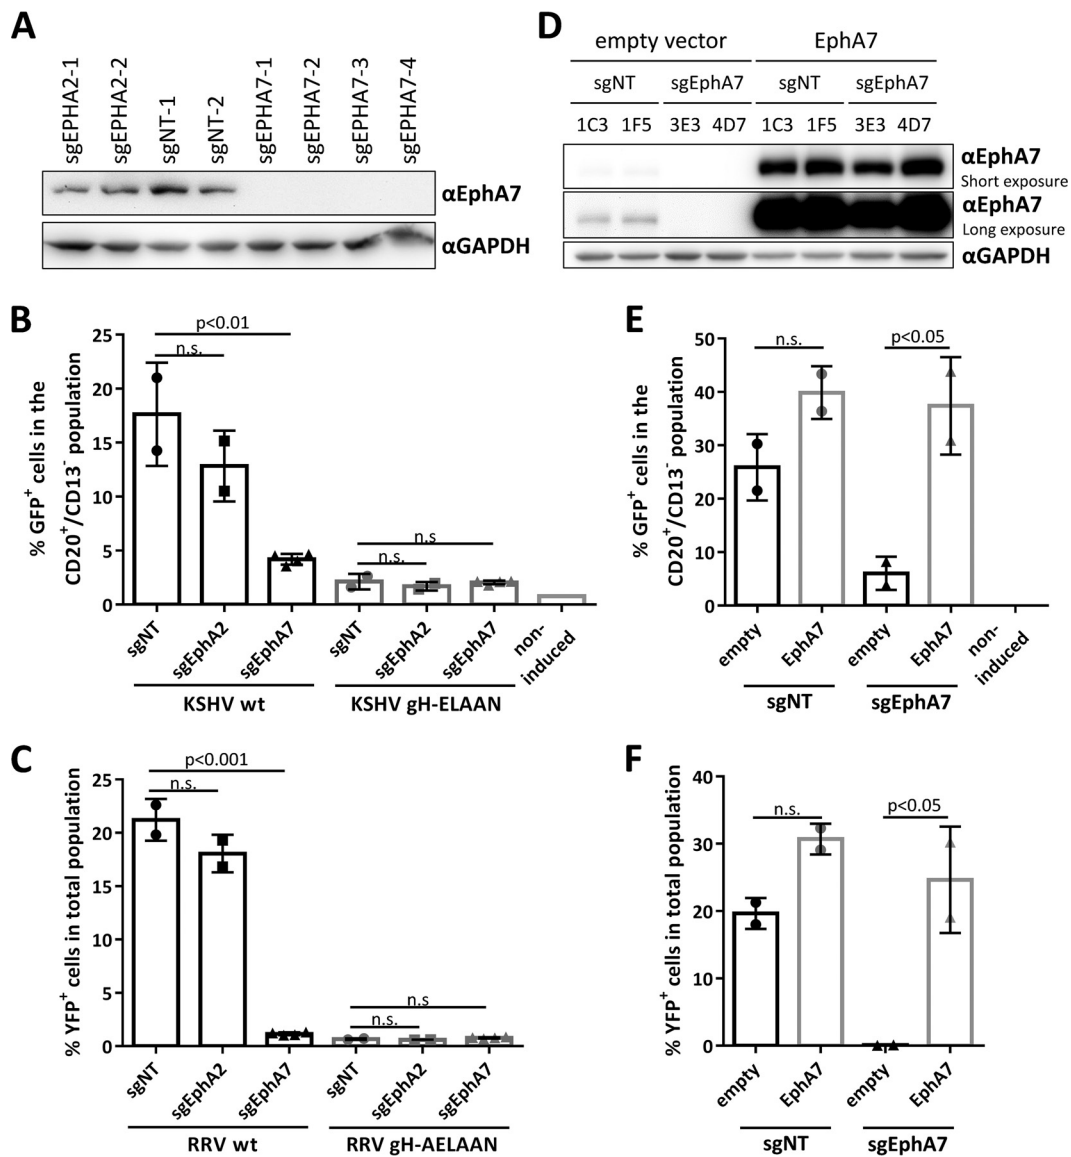 A
sgEPHA2-1
sgEPHA2-2
sgNT-1
sgNT-2
sgEPHA7-1
sgEPHA7-2
sgEPHA7-3
sgEPHA7-4
αEphA7
αGAPDH
D
empty vector EphA7
sgNT sgEphA7 sgNT sgEphA7
1C3 1F5 3E3 4D7 1C3 1F5 3E3 4D7
αEphA7
Short exposure
αEphA7
Long exposure
αGAPDH
B
% GFP+ cells in the
CD20+/CD13- population
25
20
15
10
5
0
p<0.01
n.s.
n.s
n.s.
sgNT
sgEphA2
sgEphA7
sgNT
sgEphA2
sgEphA7
non-
induced
KSHV wt KSHV gH-ELAAN
E
% GFP+ cells in the
CD20+/CD13- population
50
40
30
20
10
0
n.s.
p<0.05
empty
EphA7
empty
EphA7
non-
induced
sgNT sgEphA7
C
% YFP+ cells in total population
25
20
15
10
5
0
p<0.001
n.s.
n.s
n.s.
sgNT
sgEphA2
sgEphA7
sgNT
sgEphA2
sgEphA7
RRV wt RRV gH-AELAAN
F
% YFP+ cells in total population
40
30
20
10
0
n.s.
p<0.05
empty
EphA7
empty
EphA7
sgNT sgEphA7